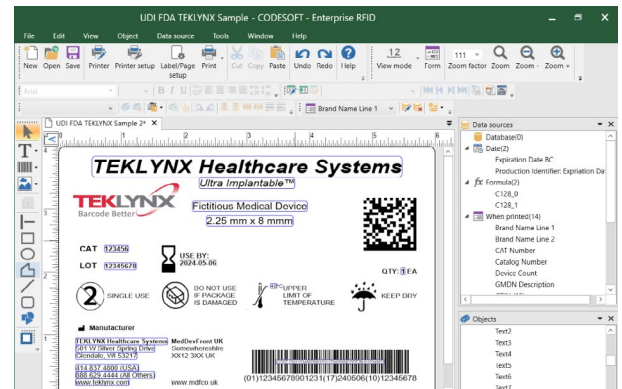 UDI FDA TEKLYNX Sample - CODESOFT - Enterprise RFID
File Edit View Object Data source Tools Window Help
New Open Save Printer Printer setup Label/Page setup Print Cut Copy Paste Undo Redo Help 12 View mode Form 111 Zoom factor Zoom Zoom - Zoom +
Arial
B I U
Brand Name Line 1
UDI FDA TEKLYNX Sample 2*
TEKLYNX Healthcare Systems
Ultra Implantable™
TEKLYNX
Barcode Better
Fictitious Medical Device
2.25 mm x 8 mmm
CAT 123456
LOT 12345678
USE BY:
2024-05-06
QTY: 1 EA
2 SINGLE USE
DO NOT USE
IF PACKAGE
IS DAMAGED
UPPER
LIMIT OF
TEMPERATURE
KEEP DRY
Manufacturer
TEKLYNX Healthcare Systems
501 W Silver Spring Drive
Glendale, WI 53217
414.837.4800 (USA)
888.629.4444 (All Others)
www.teklynx.com
MedDevFront UK
Somewhereshire
XX12 3XX UK
www.mdfco.uk
(01)12345678901231(17)240506(10)12345678
Data sources
Database(0)
Date(2)
Expiration Date BC
Production Identifier: Expriation Da
fx Formula(2)
C128_0
C128_1
When printed(14)
Brand Name Line 1
Brand Name Line 2
CAT Number
Catalog Number
Device Count
GMDN Description
Objects
Text2
Text3
Text4
Text5
Text6
Text7